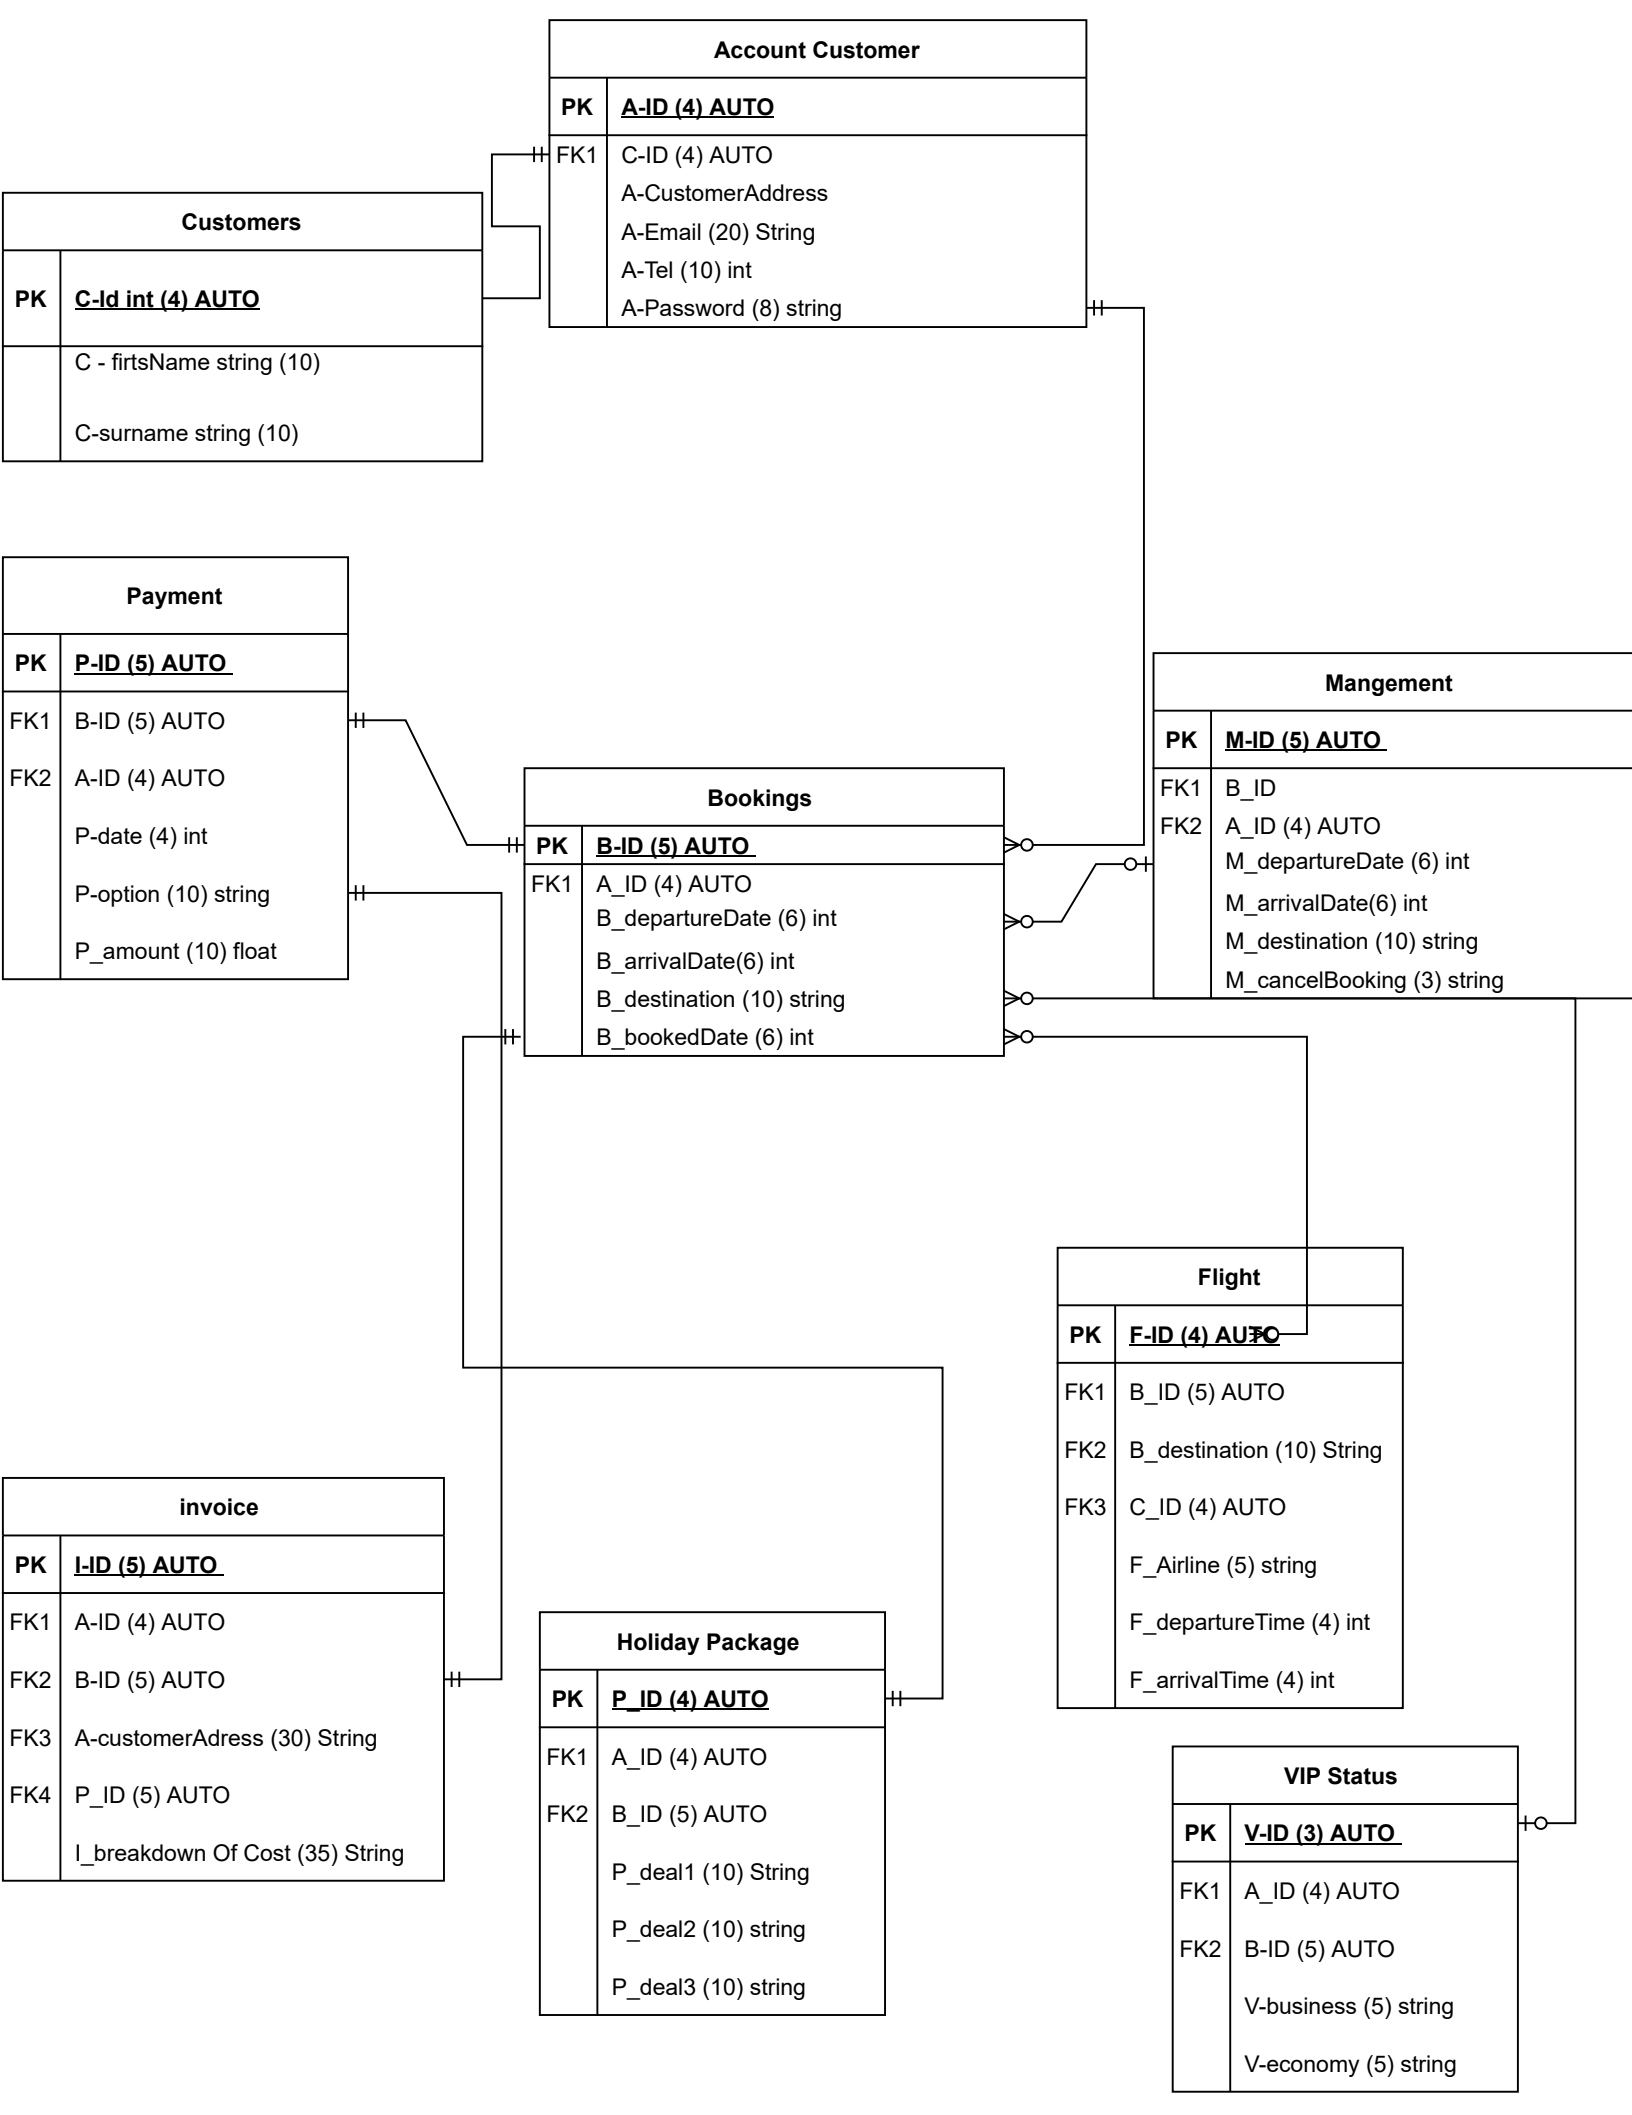 Account Customer
PK A-ID (4) AUTO
FK1 C-ID (4) AUTO
A-CustomerAddress
A-Email (20) String
A-Tel (10) int
A-Password (8) string
Customers
PK C-Id int (4) AUTO
C - firtsName string (10)
C-surname string (10)
Payment
PK P-ID (5) AUTO
FK1 B-ID (5) AUTO
FK2 A-ID (4) AUTO
P-date (4) int
P-option (10) string
P_amount (10) float
Mangement
PK M-ID (5) AUTO
FK1 B_ID
FK2 A_ID (4) AUTO
M_departureDate (6) int
M_arrivalDate(6) int
M_destination (10) string
M_cancelBooking (3) string
Bookings
PK B-ID (5) AUTO
FK1 A_ID (4) AUTO
B_departureDate (6) int
B_arrivalDate(6) int
B_destination (10) string
B_bookedDate (6) int
Flight
PK F-ID (4) AUTO
FK1 B_ID (5) AUTO
FK2 B_destination (10) String
FK3 C_ID (4) AUTO
F_Airline (5) string
F_departureTime (4) int
F_arrivalTime (4) int
invoice
PK I-ID (5) AUTO
FK1 A-ID (4) AUTO
FK2 B-ID (5) AUTO
FK3 A-customerAdress (30) String
FK4 P_ID (5) AUTO
I_breakdown Of Cost (35) String
Holiday Package
PK P_ID (4) AUTO
FK1 A_ID (4) AUTO
FK2 B_ID (5) AUTO
P_deal1 (10) String
P_deal2 (10) string
P_deal3 (10) string
VIP Status
PK V-ID (3) AUTO
FK1 A_ID (4) AUTO
FK2 B-ID (5) AUTO
V-business (5) string
V-economy (5) string